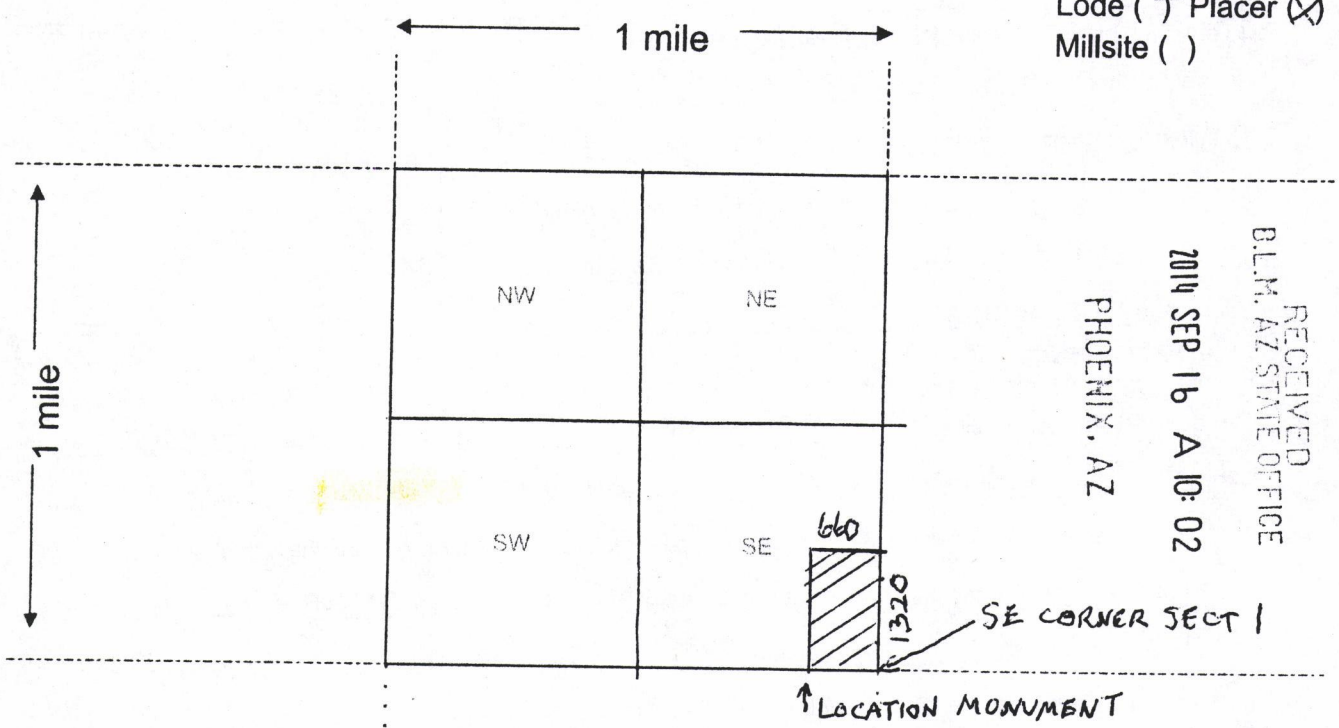 Lode ( ) Placer (X)
Millsite ( )
1 mile
1 mile
NW
NE
SW
SE
660
1320
SE CORNER SECT 1
LOCATION MONUMENT
RECEIVED
B.L.M. AZ STATE OFFICE
2014 SEP 16 A 10:02
PHOENIX, AZ